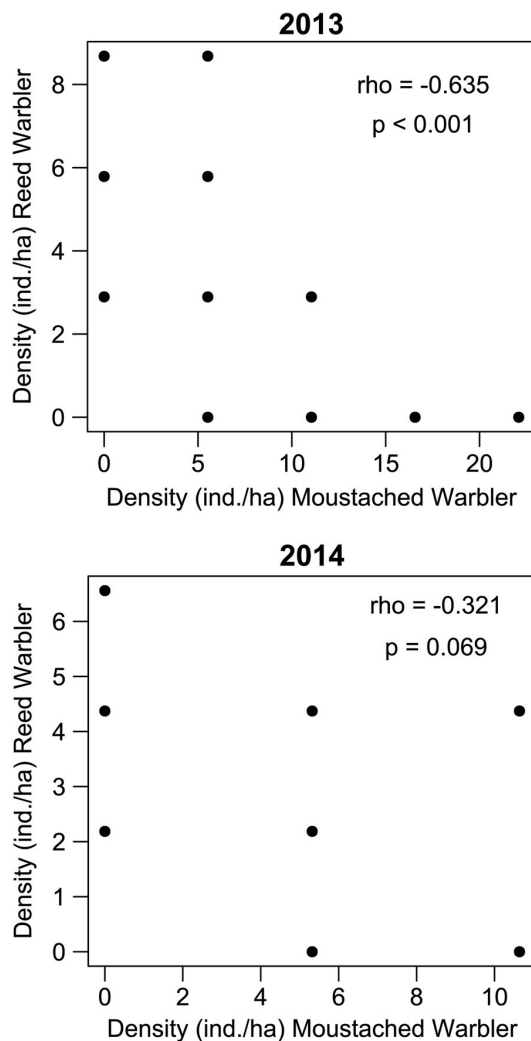 2013
rho = -0.635
p < 0.001
Density (ind./ha) Reed Warbler
8
6
4
2
0
0 5 10 15 20
Density (ind./ha) Moustached Warbler
2014
rho = -0.321
p = 0.069
Density (ind./ha) Reed Warbler
6
5
4
3
2
1
0
0 2 4 6 8 10
Density (ind./ha) Moustached Warbler